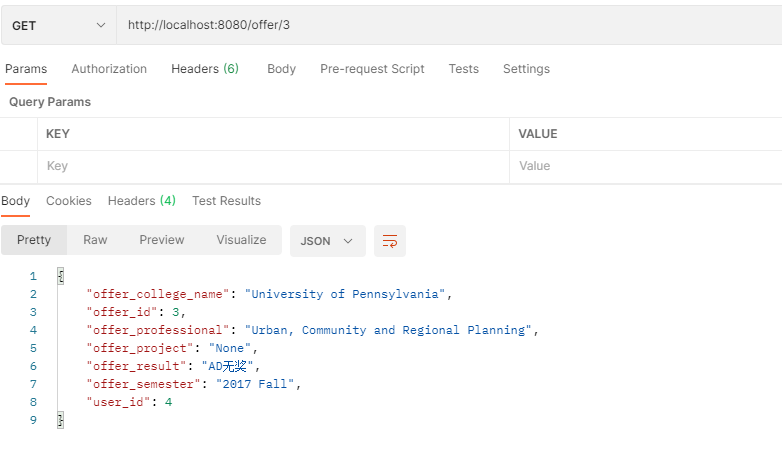 GET http://localhost:8080/offer/3
Params Authorization Headers (6) Body Pre-request Script Tests Settings
Query Params
KEY VALUE
Key Value
Body Cookies Headers (4) Test Results
Pretty Raw Preview Visualize JSON
1 {
2 "offer_college_name": "University of Pennsylvania",
3 "offer_id": 3,
4 "offer_professional": "Urban, Community and Regional Planning",
5 "offer_project": "None",
6 "offer_result": "AD无奖",
7 "offer_semester": "2017 Fall",
8 "user_id": 4
9 }